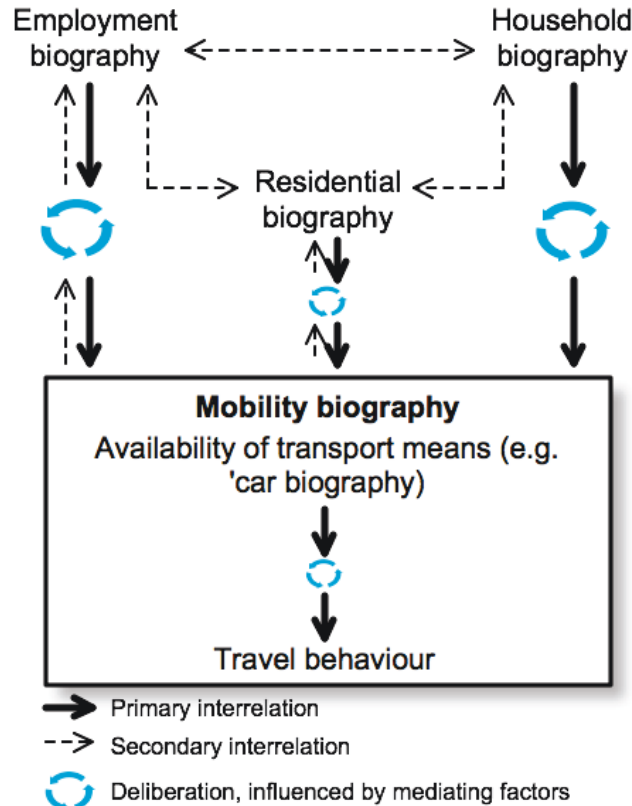 Employment
biography
Household
biography
Residential
biography
Mobility biography
Availability of transport means (e.g.
'car biography)
Travel behaviour
Primary interrelation
Secondary interrelation
Deliberation, influenced by mediating factors